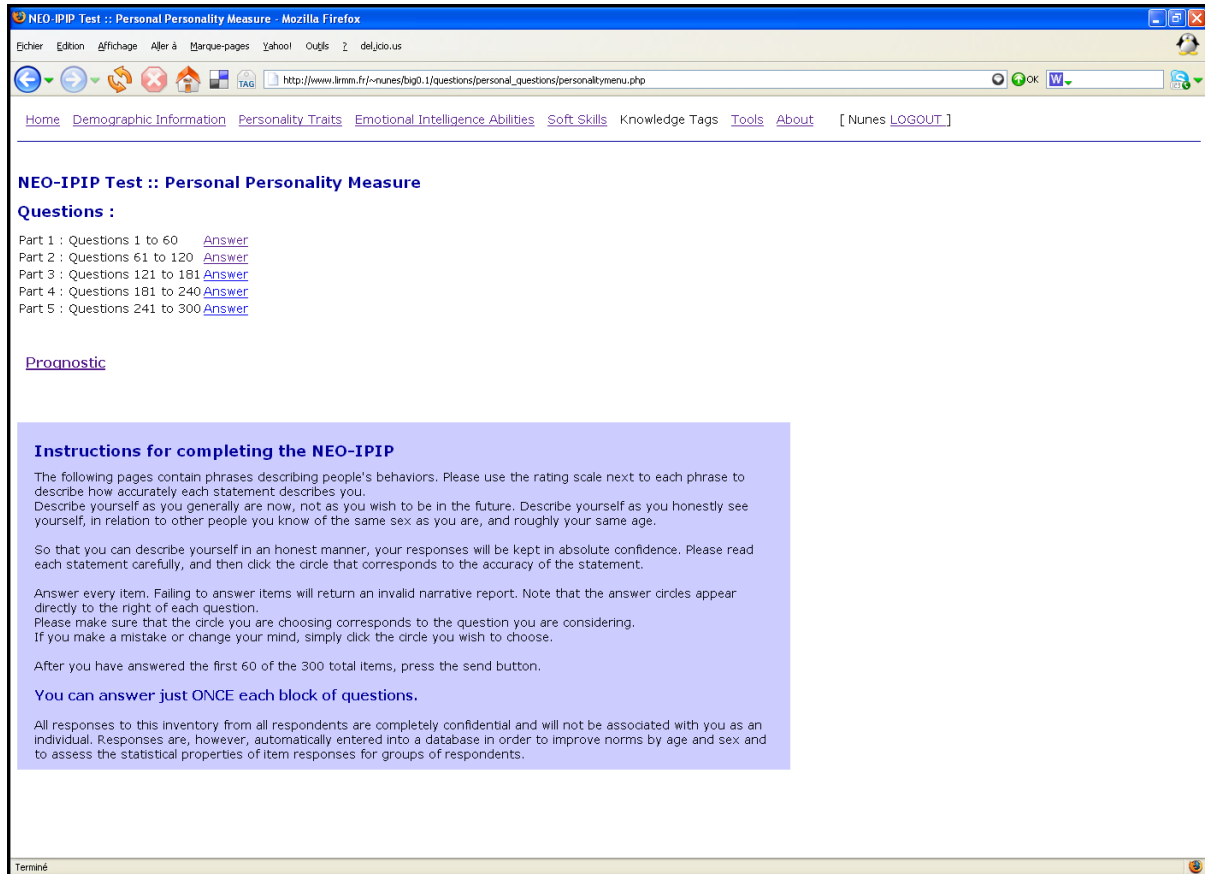 NEO-IPIP Test :: Personal Personality Measure - Mozilla Firefox
Fichier Edition Affichage Aller à Marque-pages Yahoo! Outils ? del.icio.us
TAG http://www.lirmm.fr/~nunes/big0.1/questions/personal_questions/personalitymenu.php OK W
Home Demographic Information Personality Traits Emotional Intelligence Abilities Soft Skills Knowledge Tags Tools About [ Nunes LOGOUT ]
NEO-IPIP Test :: Personal Personality Measure
Questions :
Part 1 : Questions 1 to 60 Answer
Part 2 : Questions 61 to 120 Answer
Part 3 : Questions 121 to 181 Answer
Part 4 : Questions 181 to 240 Answer
Part 5 : Questions 241 to 300 Answer
Prognostic
Instructions for completing the NEO-IPIP
The following pages contain phrases describing people's behaviors. Please use the rating scale next to each phrase to
describe how accurately each statement describes you.
Describe yourself as you generally are now, not as you wish to be in the future. Describe yourself as you honestly see
yourself, in relation to other people you know of the same sex as you are, and roughly your same age.
So that you can describe yourself in an honest manner, your responses will be kept in absolute confidence. Please read
each statement carefully, and then click the circle that corresponds to the accuracy of the statement.
Answer every item. Failing to answer items will return an invalid narrative report. Note that the answer circles appear
directly to the right of each question.
Please make sure that the circle you are choosing corresponds to the question you are considering.
If you make a mistake or change your mind, simply click the circle you wish to choose.
After you have answered the first 60 of the 300 total items, press the send button.
You can answer just ONCE each block of questions.
All responses to this inventory from all respondents are completely confidential and will not be associated with you as an
individual. Responses are, however, automatically entered into a database in order to improve norms by age and sex and
to assess the statistical properties of item responses for groups of respondents.
Terminé